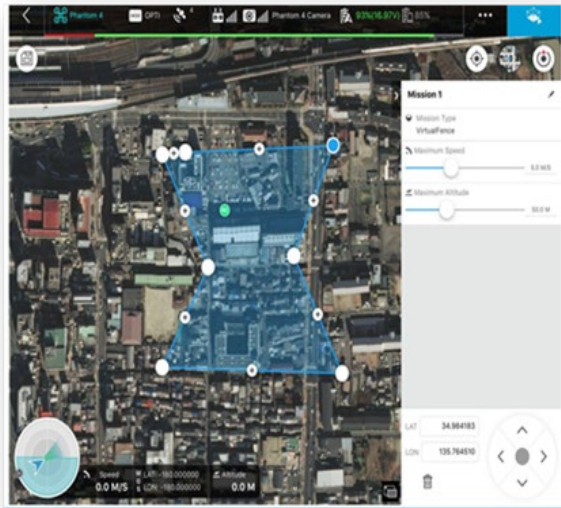 Phantom 4 OPTI 4 Phantom 4 Camera 93%(16.97V) 85%
Mission 1
Mission Type
VirtualFence
Maximum Speed
5.0 M/S
Maximum Altitude
50.0 M
LAT 34.984183
LON 135.764510
Speed
0.0 M/S
LAT: -180.000000
LON: -180.000000
Altitude
0.0 M